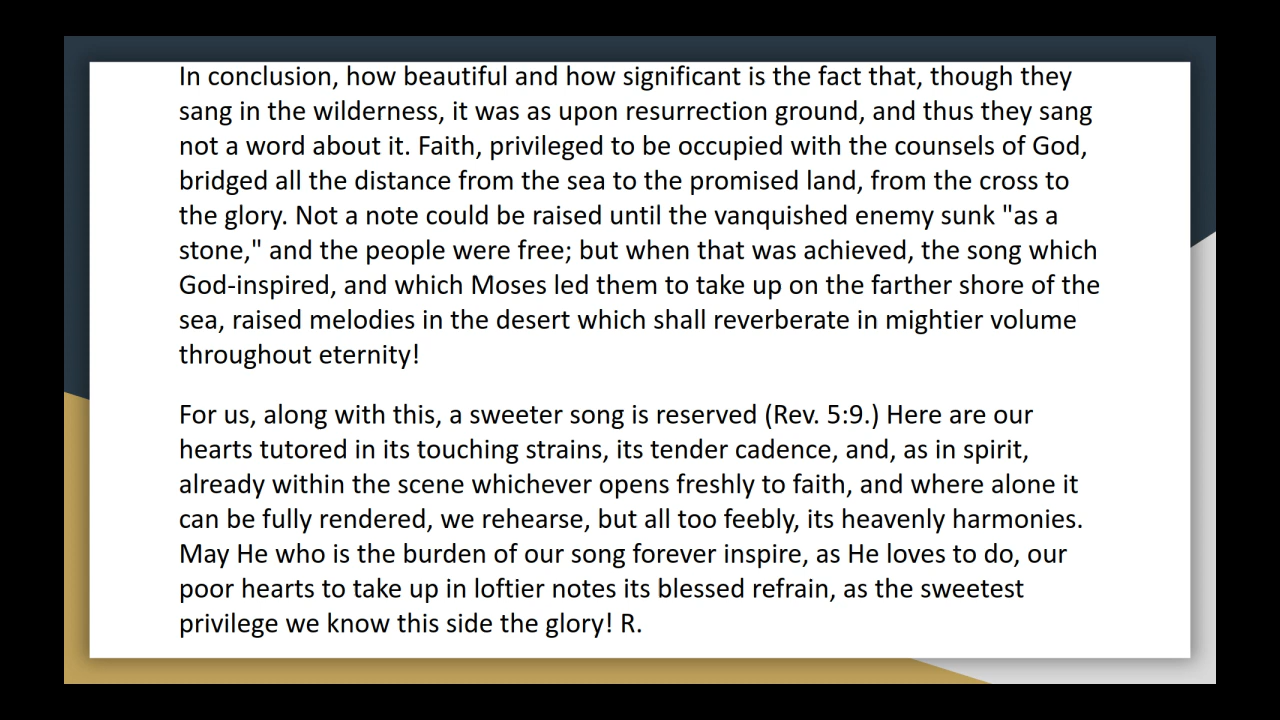 In conclusion, how beautiful and how significant is the fact that, though they
sang in the wilderness, it was as upon resurrection ground, and thus they sang
not a word about it. Faith, privileged to be occupied with the counsels of God,
bridged all the distance from the sea to the promised land, from the cross to
the glory. Not a note could be raised until the vanquished enemy sunk "as a
stone," and the people were free; but when that was achieved, the song which
God-inspired, and which Moses led them to take up on the farther shore of the
sea, raised melodies in the desert which shall reverberate in mightier volume
throughout eternity!
For us, along with this, a sweeter song is reserved (Rev. 5:9.) Here are our
hearts tutored in its touching strains, its tender cadence, and, as in spirit,
already within the scene whichever opens freshly to faith, and where alone it
can be fully rendered, we rehearse, but all too feebly, its heavenly harmonies.
May He who is the burden of our song forever inspire, as He loves to do, our
poor hearts to take up in loftier notes its blessed refrain, as the sweetest
privilege we know this side the glory! R.